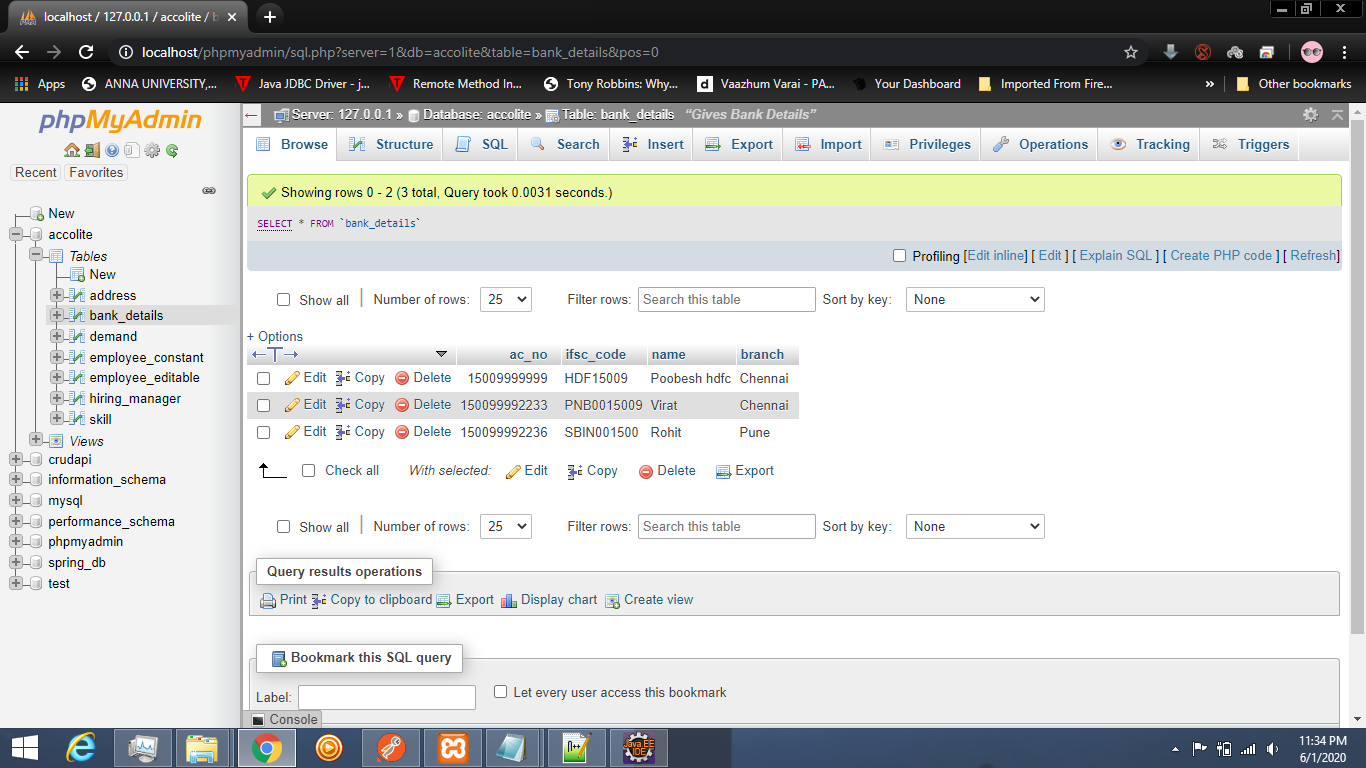 localhost / 127.0.0.1 / accolite / b
localhost/phpmyadmin/sql.php?server=1&db=accolite&table=bank_details&pos=0
Apps ANNA UNIVERSITY,... Java JDBC Driver - j... Remote Method In... Tony Robbins: Why... Vaazhum Varai - PA... Your Dashboard Imported From Fire... » Other bookmarks
phpMyAdmin
Recent Favorites
New
accolite
Tables
New
address
bank_details
demand
employee_constant
employee_editable
hiring_manager
skill
Views
crudapi
information_schema
mysql
performance_schema
phpmyadmin
spring_db
test
Server: 127.0.0.1 » Database: accolite » Table: bank_details "Gives Bank Details"
Browse Structure SQL Search Insert Export Import Privileges Operations Tracking Triggers
Showing rows 0 - 2 (3 total, Query took 0.0031 seconds.)
SELECT * FROM `bank_details`
Profiling [Edit inline] [ Edit ] [ Explain SQL ] [ Create PHP code ] [ Refresh]
Show all Number of rows: 25 Filter rows: Search this table Sort by key: None
+ Options
←T→ ac_no ifsc_code name branch
Edit Copy Delete 15009999999 HDF15009 Poobesh hdfc Chennai
Edit Copy Delete 150099992233 PNB0015009 Virat Chennai
Edit Copy Delete 150099992236 SBIN001500 Rohit Pune
Check all With selected: Edit Copy Delete Export
Show all Number of rows: 25 Filter rows: Search this table Sort by key: None
Query results operations
Print Copy to clipboard Export Display chart Create view
Bookmark this SQL query
Label: Let every user access this bookmark
Console
Java EE
IDE
11:34 PM
6/1/2020